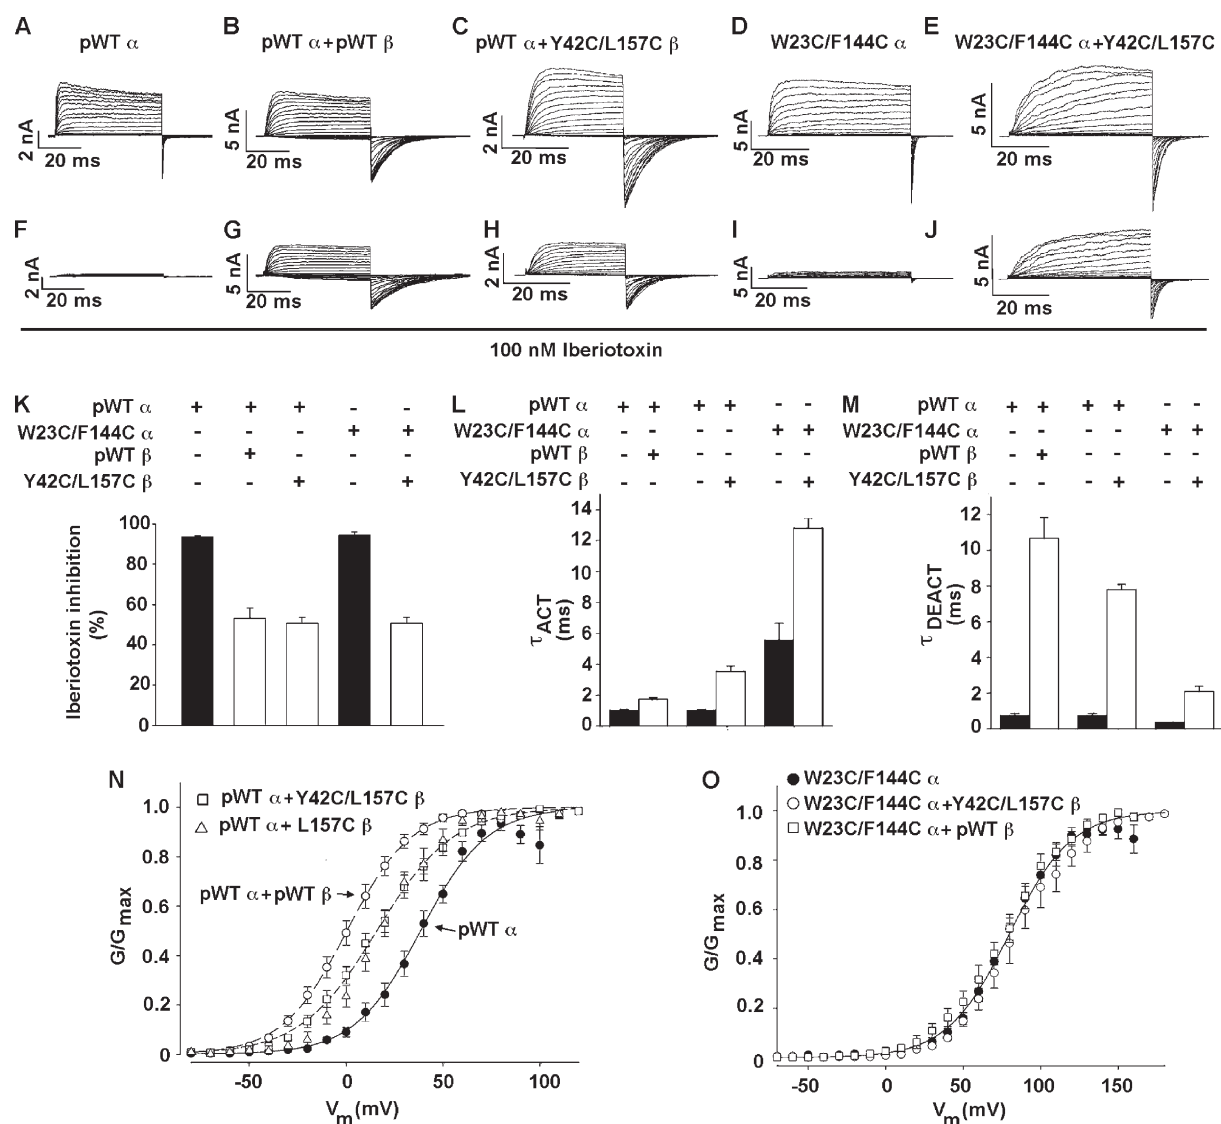 A B C D E
pWT α
pWT α+pWT β
pWT α+Y42C/L157C β
W23C/F144C α
W23C/F144C α+Y42C/L157C
2 nA
20 ms
5 nA
20 ms
5 nA
20 ms
5 nA
20 ms
5 nA
20 ms
F G H I J
2 nA
20 ms
5 nA
20 ms
5 nA
20 ms
5 nA
20 ms
5 nA
20 ms
100 nM Iberiotoxin
K
pWT α + + + - -
W23C/F144C α - - - + +
pWT β - + - - -
Y42C/L157C β - - + - +
Iberiotoxin inhibition
(%)
100
80
60
40
20
0
L
pWT α + + + + - -
W23C/F144C α - - - - + +
pWT β - + - - - -
Y42C/L157C β - - - + - +
τ ACT
(ms)
14
12
10
8
6
4
2
0
M
pWT α + + + + - -
W23C/F144C α - - - - + +
pWT β - + - - - -
Y42C/L157C β - - - + - +
τ DEACT
(ms)
12
10
8
6
4
2
0
N
pWT α+Y42C/L157C β
pWT α+ L157C β
pWT α+pWT β
pWT α
G/Gmax
1.0
0.8
0.6
0.4
0.2
0
-50 0 50 100
Vm(mV)
O
W23C/F144C α
W23C/F144C α+Y42C/L157C β
W23C/F144C α+ pWT β
G/Gmax
1.0
0.8
0.6
0.4
0.2
0
-50 0 50 100 150
Vm(mV)